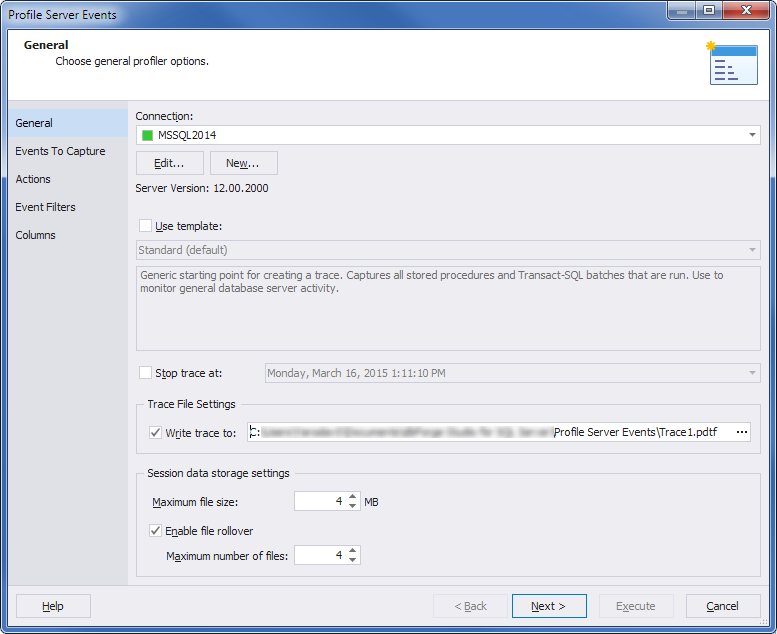 Profile Server Events
General
Choose general profiler options.
General
Events To Capture
Actions
Event Filters
Columns
Connection:
MSSQL2014
Edit... New...
Server Version: 12.00.2000
Use template:
Standard (default)
Generic starting point for creating a trace. Captures all stored procedures and Transact-SQL batches that are run. Use to
monitor general database server activity.
Stop trace at: Monday, March 16, 2015 1:11:10 PM
Trace File Settings
Write trace to: C: Profile Server Events\Trace1.pdtf ...
Session data storage settings
Maximum file size: 4 MB
Enable file rollover
Maximum number of files: 4
Help < Back Next > Execute Cancel